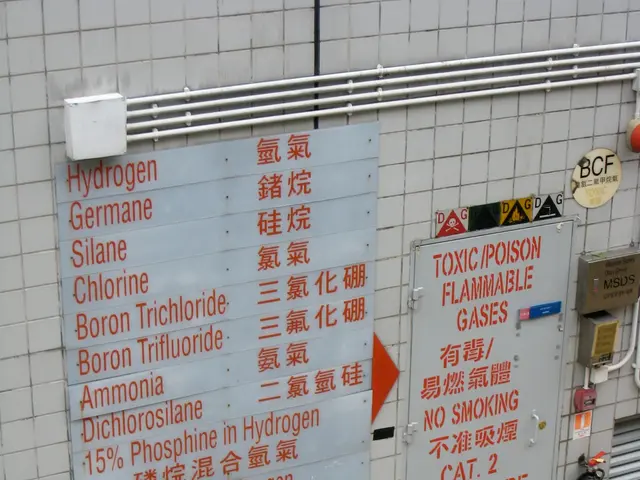 Hydrogen 氫氣
Germane 鍺烷
Silane 硅烷
Chlorine 氯氣
Boron Trichloride 三氯化硼
Boron Trifluoride 三氟化硼
Ammonia 氨氣
Dichlorosilane 二氯氫硅
15% Phosphine in Hydrogen
磷烷混合氫氣
D G
D G
TOXIC/POISON
FLAMMABLE
GASES
有毒/
易燃氣體
NO SMOKING
不准吸煙
CAT. 2
BCF
MSDS